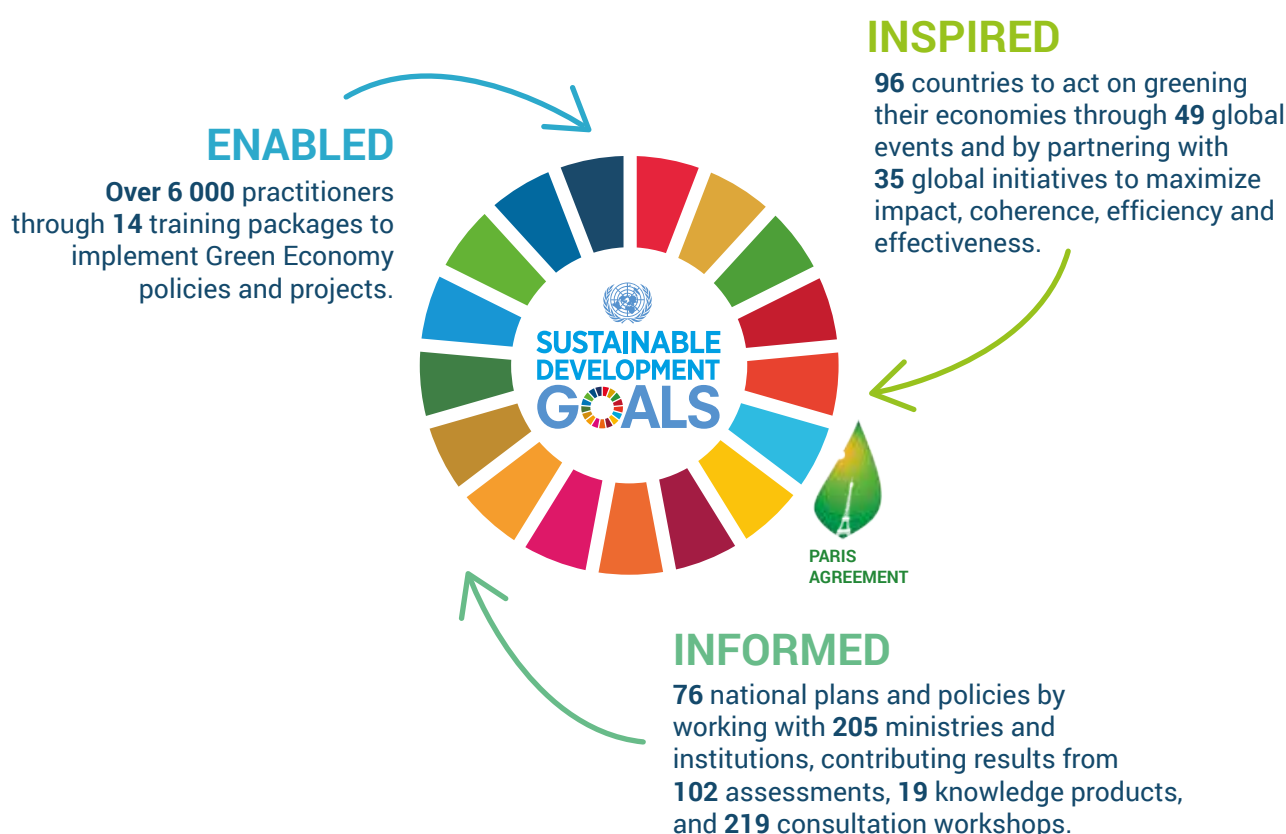 INSPIRED
96 countries to act on greening
their economies through 49 global
events and by partnering with
35 global initiatives to maximize
impact, coherence, efficiency and
effectiveness.
ENABLED
Over 6 000 practitioners
through 14 training packages to
implement Green Economy
policies and projects.
SUSTAINABLE
DEVELOPMENT
GOALS
PARIS
AGREEMENT
INFORMED
76 national plans and policies by
working with 205 ministries and
institutions, contributing results from
102 assessments, 19 knowledge products,
and 219 consultation workshops.